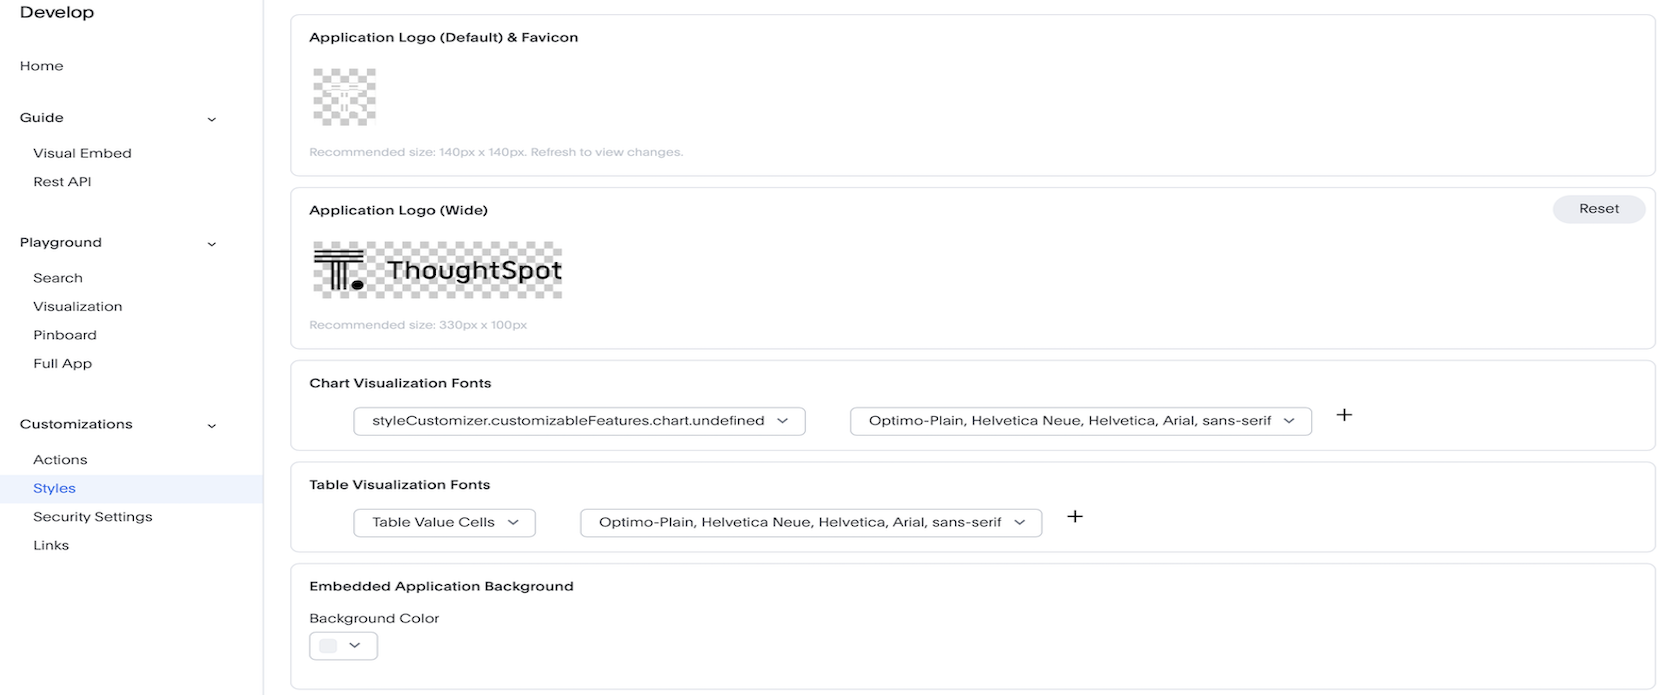 Develop
Home
Guide
Visual Embed
Rest API
Playground
Search
Visualization
Pinboard
Full App
Customizations
Actions
Styles
Security Settings
Links
Application Logo (Default) & Favicon
Recommended size: 140px x 140px. Refresh to view changes.
Application Logo (Wide)
Reset
ThoughtSpot
Recommended size: 330px x 100px
Chart Visualization Fonts
styleCustomizer.customizableFeatures.chart.undefined
Optimo-Plain, Helvetica Neue, Helvetica, Arial, sans-serif
+
Table Visualization Fonts
Table Value Cells
Optimo-Plain, Helvetica Neue, Helvetica, Arial, sans-serif
+
Embedded Application Background
Background Color